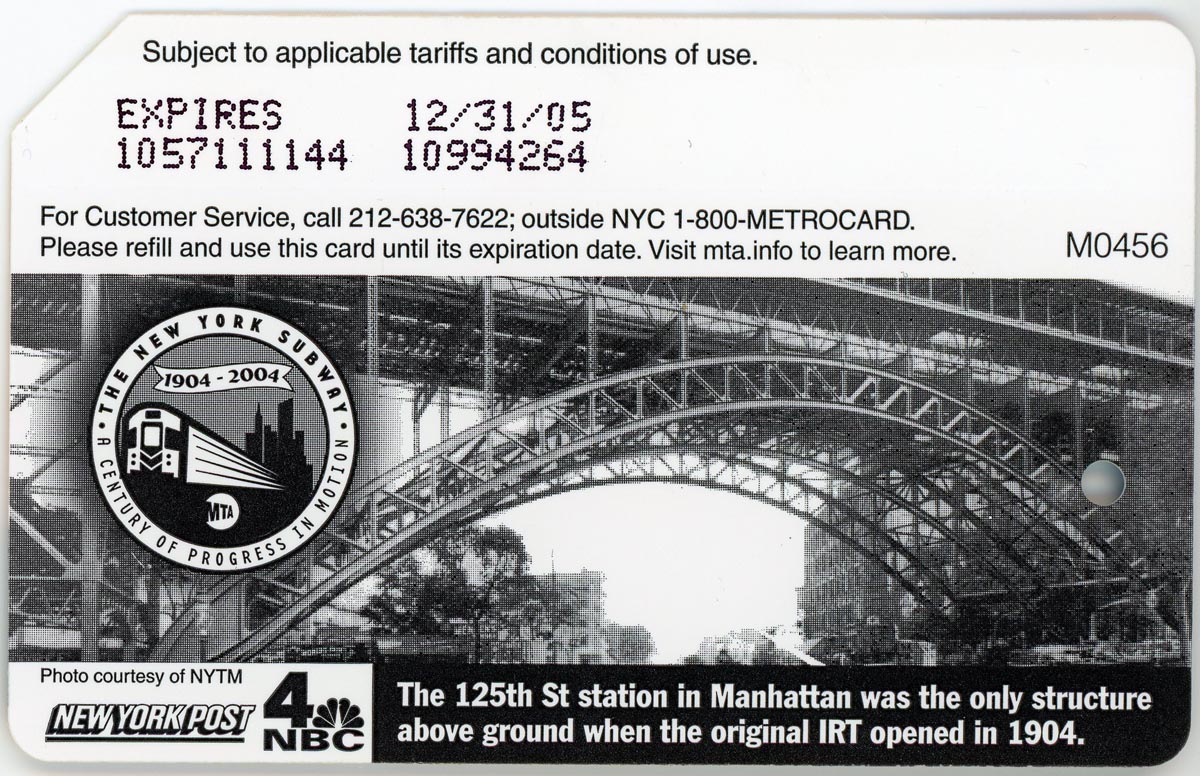 Subject to applicable tariffs and conditions of use.
EXPIRES 12/31/05
1057111144 10994264
For Customer Service, call 212-638-7622; outside NYC 1-800-METROCARD.
Please refill and use this card until its expiration date. Visit mta.info to learn more.
M0456
• THE NEW YORK SUBWAY •
1904 - 2004
MTA
A CENTURY OF PROGRESS IN MOTION
Photo courtesy of NYTM
NEW YORK POST
4
NBC
The 125th St station in Manhattan was the only structure
above ground when the original IRT opened in 1904.